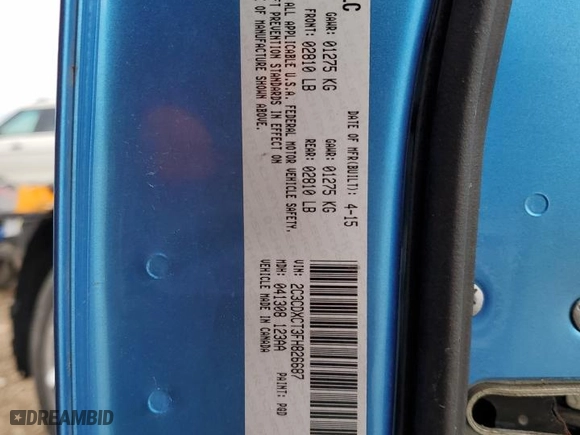 LLC
DATE OF MFR(BUILT): 4-15
GAWR: 01275 KG
FRONT: 02810 LB
GAWR: 01275 KG
REAR: 02810 LB
ALL APPLICABLE U.S.A. FEDERAL MOTOR VEHICLE SAFETY,
PREVENTION STANDARDS IN EFFECT ON
OF MANUFACTURE SHOWN ABOVE.
VIN: 2C3CDXCT3FH826687
MDH: 041308 123AA
PAINT: PQD
VEHICLE MADE IN CANADA
DREAMBID